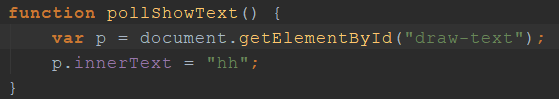 function pollShowText() {
    var p = document.getElementById("draw-text");
    p.innerText = "hh";
}